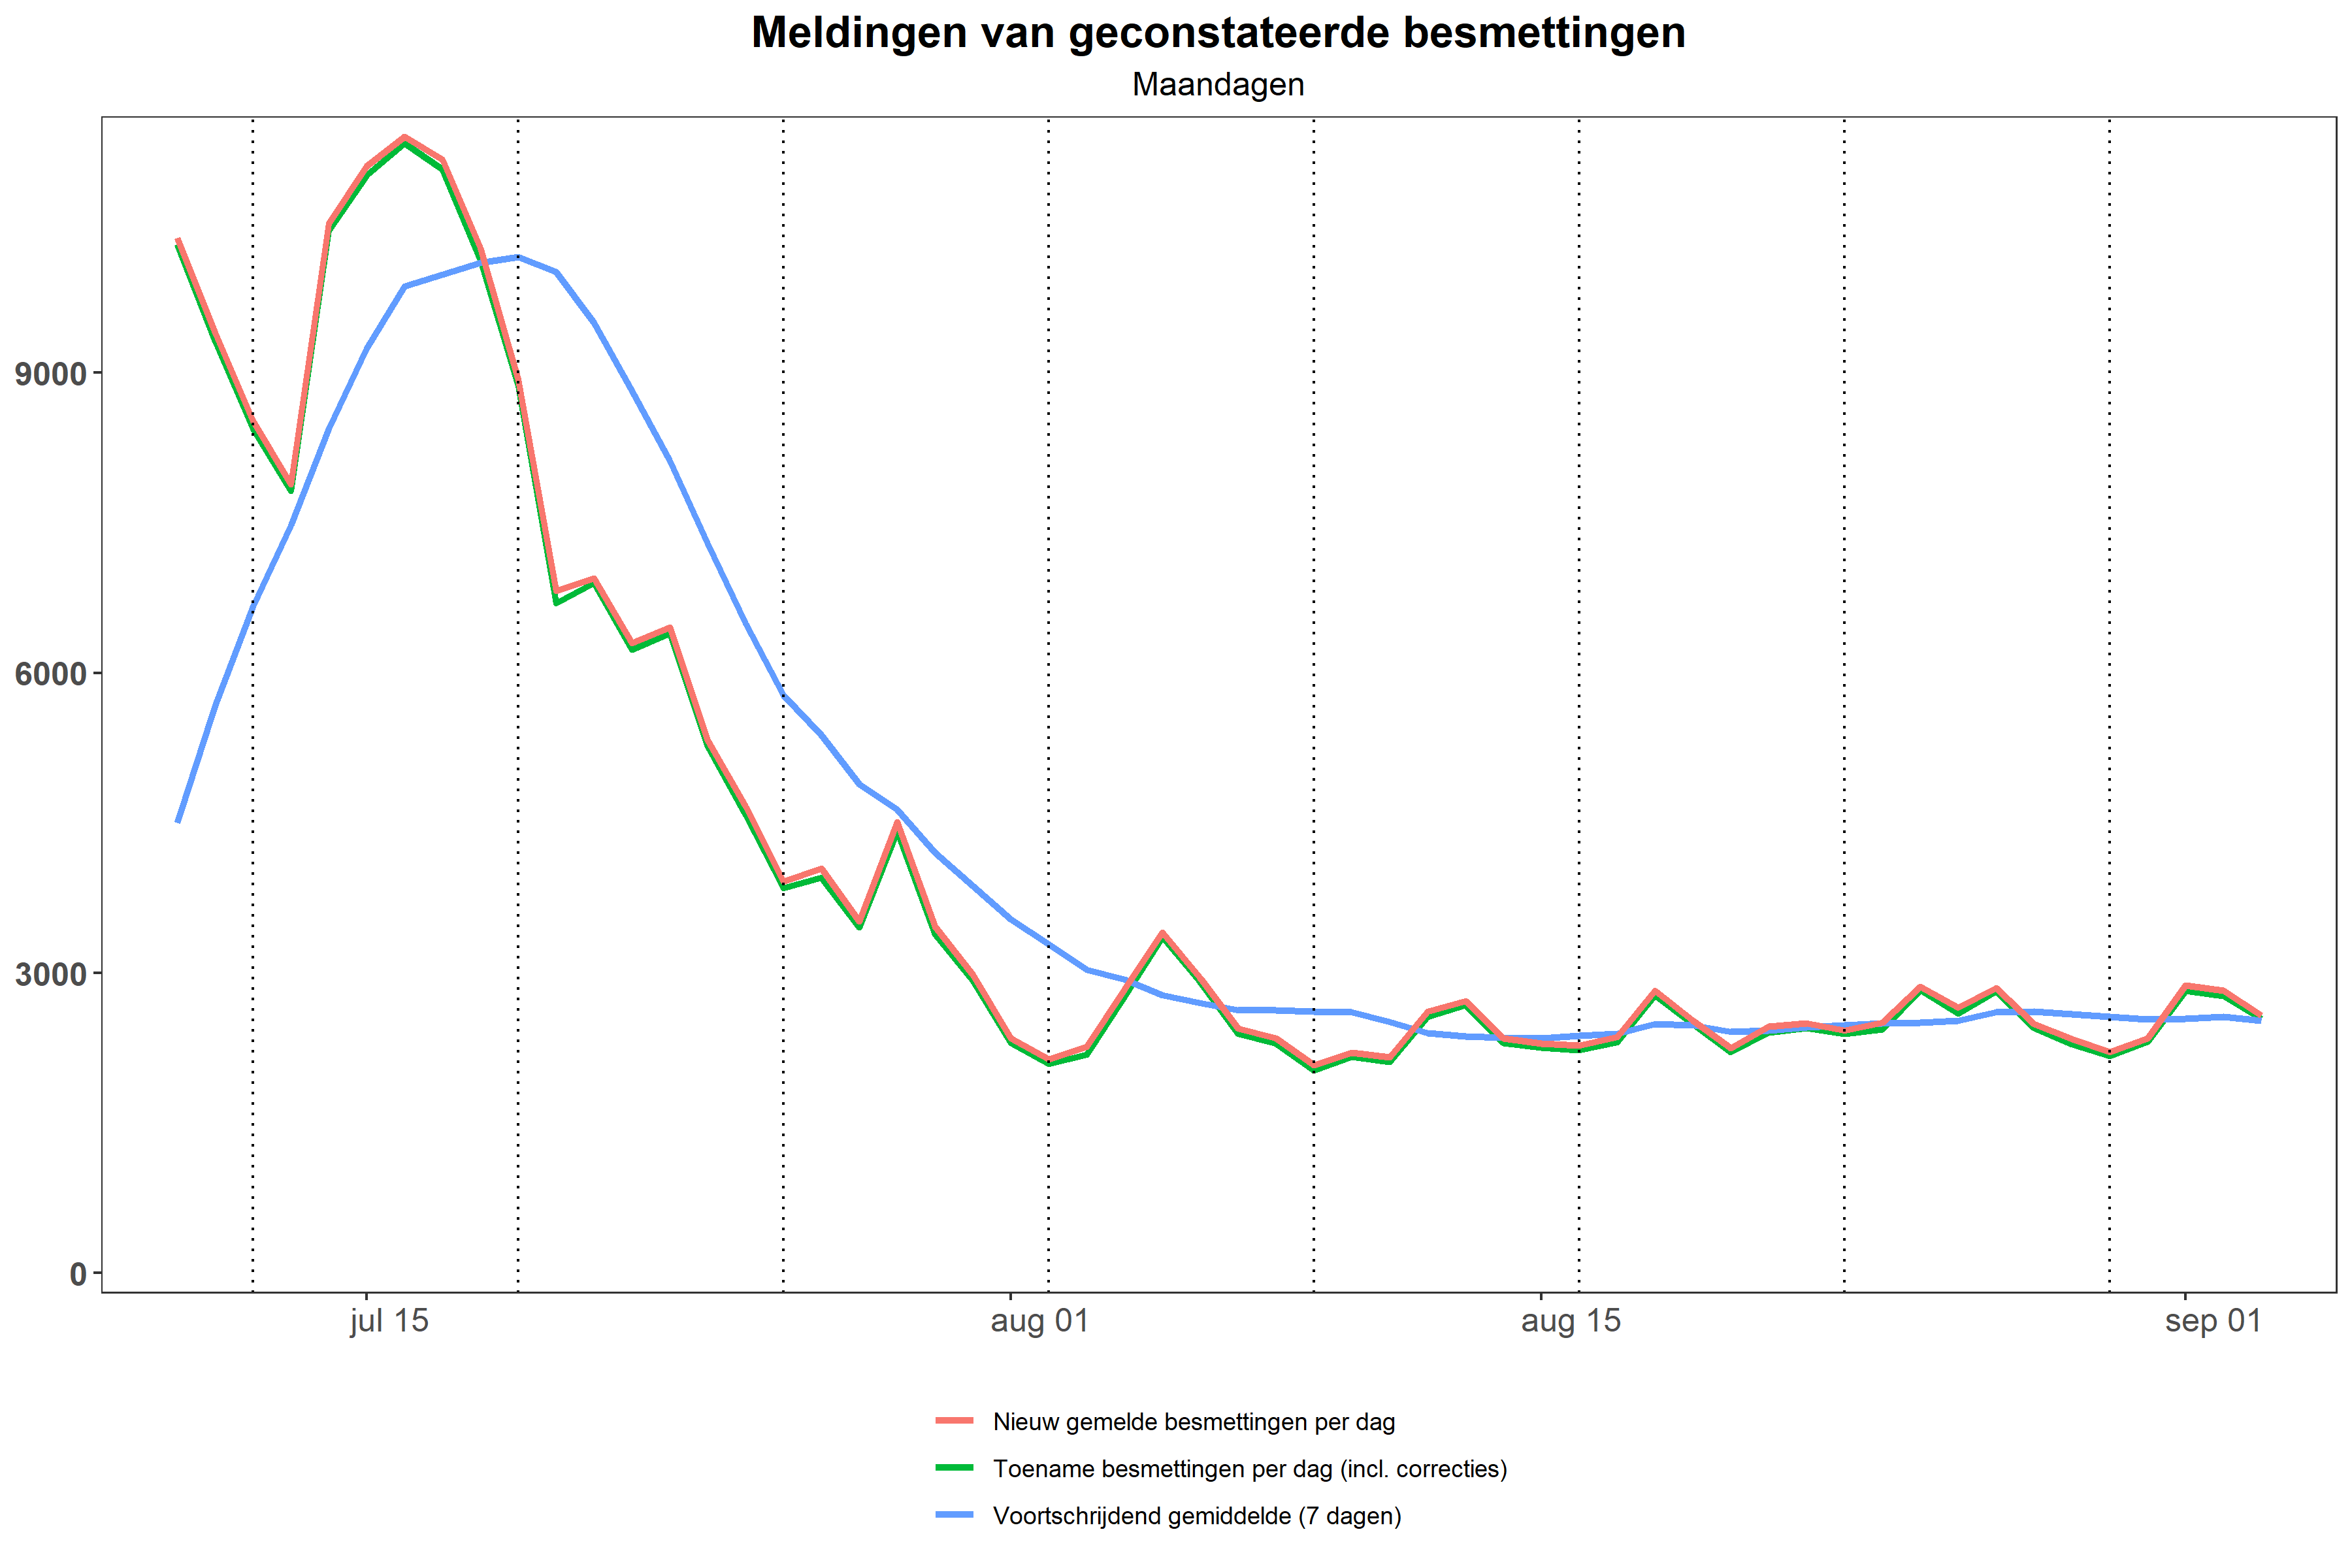 Meldingen van geconstateerde besmettingen
Maandagen
9000
6000
3000
0
jul 15
aug 01
aug 15
sep 01
Nieuw gemelde besmettingen per dag
Toename besmettingen per dag (incl. correcties)
Voortschrijdend gemiddelde (7 dagen)